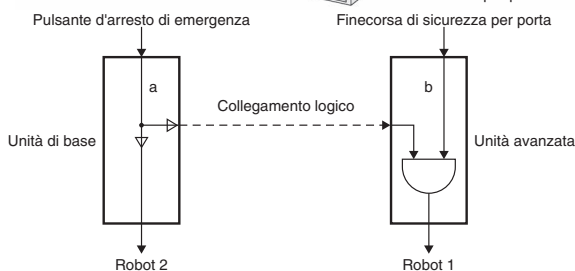 Pulsante d'arresto di emergenza
Finecorsa di sicurezza per porta
a
b
Collegamento logico
Unità di base
Unità avanzata
Robot 2
Robot 1